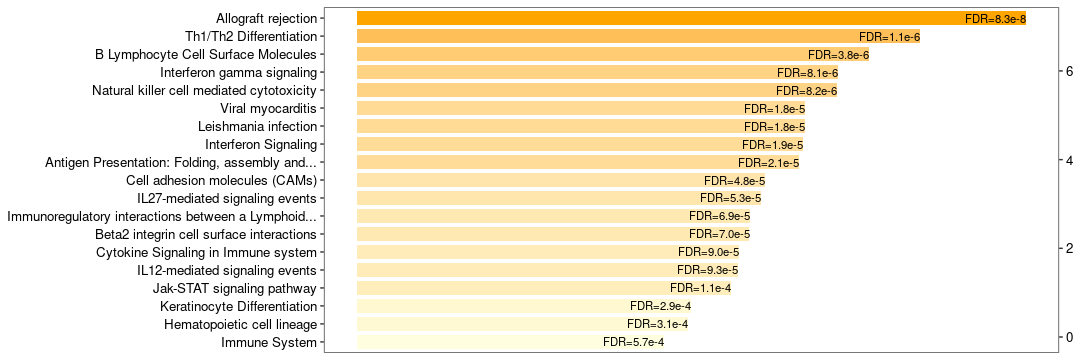 Allograft rejection FDR=8.3e-8
Th1/Th2 Differentiation FDR=1.1e-6
B Lymphocyte Cell Surface Molecules FDR=3.8e-6
Interferon gamma signaling FDR=8.1e-6 6
Natural killer cell mediated cytotoxicity FDR=8.2e-6
Viral myocarditis FDR=1.8e-5
Leishmania infection FDR=1.8e-5
Interferon Signaling FDR=1.9e-5
Antigen Presentation: Folding, assembly and... FDR=2.1e-5 4
Cell adhesion molecules (CAMs) FDR=4.8e-5
IL27-mediated signaling events FDR=5.3e-5
Immunoregulatory interactions between a Lymphoid... FDR=6.9e-5
Beta2 integrin cell surface interactions FDR=7.0e-5
Cytokine Signaling in Immune system FDR=9.0e-5 2
IL12-mediated signaling events FDR=9.3e-5
Jak-STAT signaling pathway FDR=1.1e-4
Keratinocyte Differentiation FDR=2.9e-4
Hematopoietic cell lineage FDR=3.1e-4
Immune System FDR=5.7e-4 0